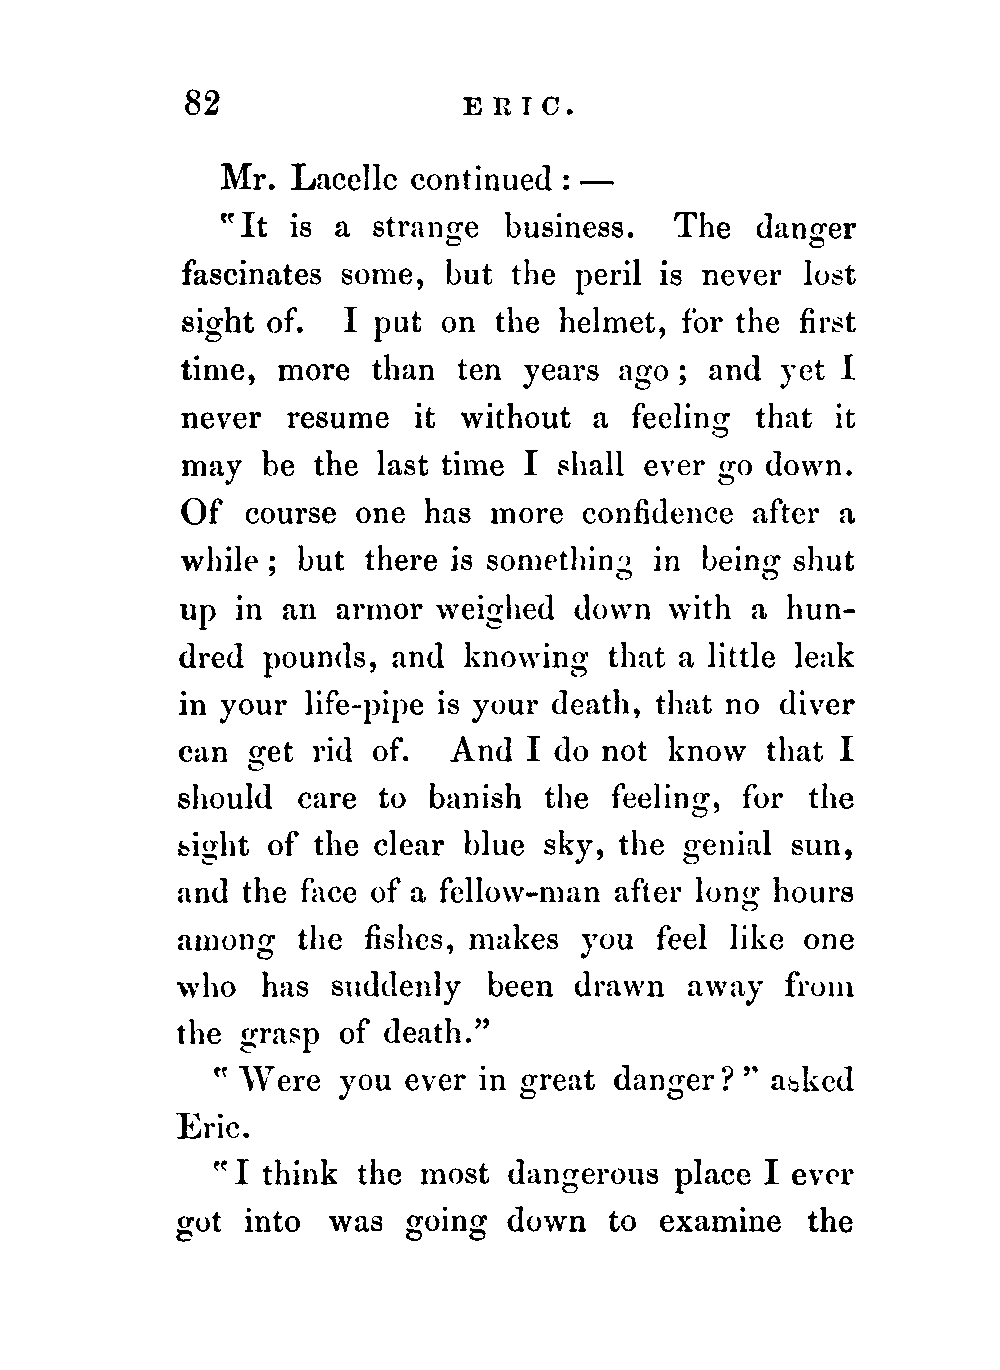 82 ERIC.
Mr. Lacelle continued : —
"It is a strange business. The danger
fascinates some, but the peril is never lost
sight of. I put on the helmet, for the first
time, more than ten years ago ; and yet I
never resume it without a feeling that it
may be the last time I shall ever go down.
Of course one has more confidence after a
while ; but there is something in being shut
up in an armor weighed down with a hun-
dred pounds, and knowing that a little leak
in your life-pipe is your death, that no diver
can get rid of. And I do not know that I
should care to banish the feeling, for the
sight of the clear blue sky, the genial sun,
and the face of a fellow-man after long hours
among the fishes, makes you feel like one
who has suddenly been drawn away from
the grasp of death."
" Were you ever in great danger ? " asked
Eric.
"I think the most dangerous place I ever
got into was going down to examine the